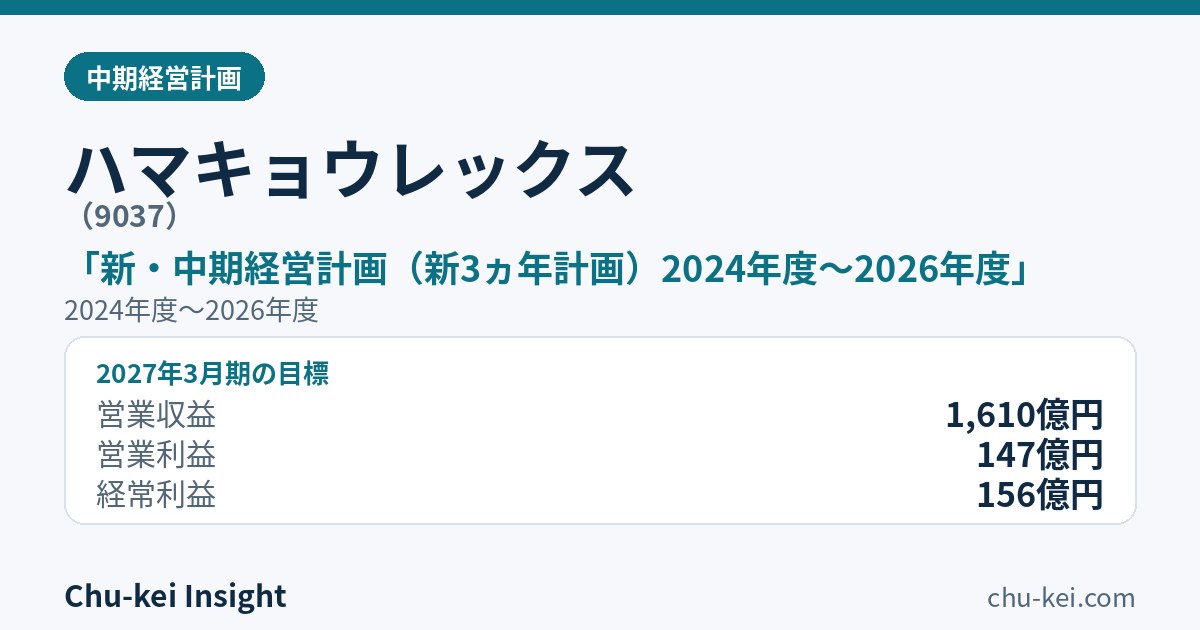 中期経営計画
ハマキョウレックス
（9037）
「新・中期経営計画（新3ヵ年計画）2024年度～2026年度」
2024年度～2026年度
2027年3月期の目標
営業収益 1,610億円
営業利益 147億円
経常利益 156億円
Chu-kei Insight chu-kei.com